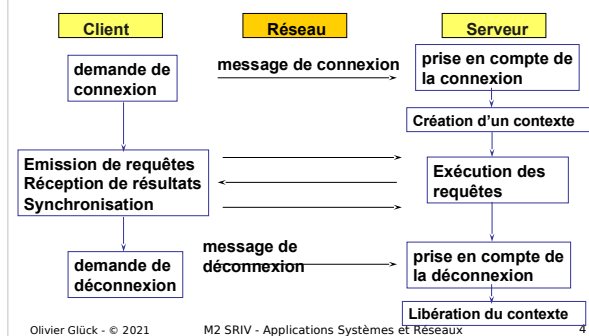 Client
Réseau
Serveur
demande de
connexion
message de connexion
prise en compte de
la connexion
Création d'un contexte
Emission de requêtes
Réception de résultats
Synchronisation
Exécution des
requêtes
demande de
déconnexion
message de
déconnexion
prise en compte de
la déconnexion
Libération du contexte
Olivier Glück - © 2021
M2 SRIV - Applications Systèmes et Réseaux
4